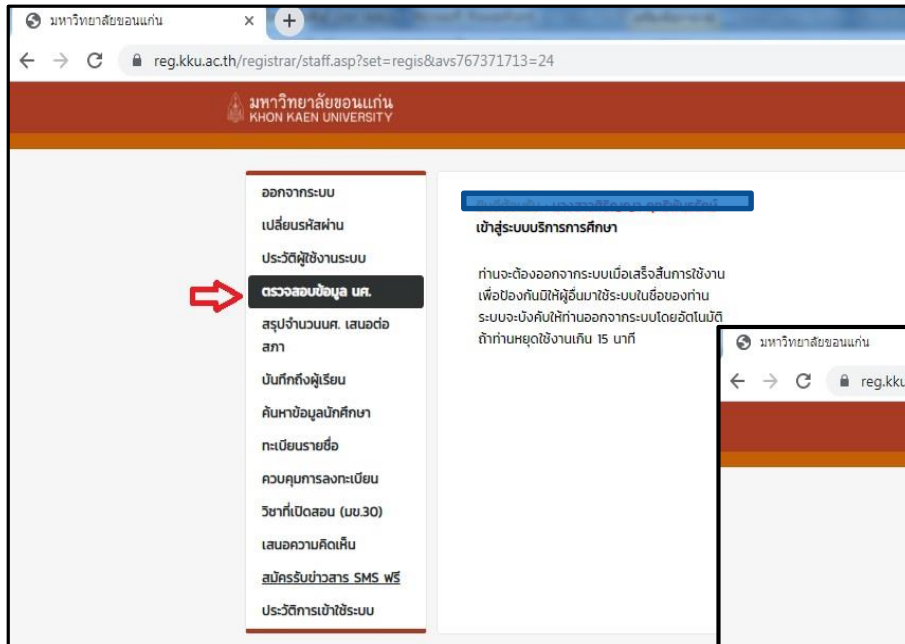 มหาวิทยาลัยขอนแก่น
reg.kku.ac.th/registrar/staff.asp?set=regis&avs767371713=24
มหาวิทยาลัยขอนแก่น
KHON KAEN UNIVERSITY
ออกจากระบบ
เปลี่ยนรหัสผ่าน
ประวัติผู้ใช้งานระบบ
ตรวจสอบข้อมูล นศ.
สรุปจำนวนนศ. เสนอต่อ
สภา
บันทึกถึงผู้เรียน
ค้นหาข้อมูลนักศึกษา
ทะเบียนรายชื่อ
ควบคุมการลงทะเบียน
วิชาที่เปิดสอน (มข.30)
เสนอความคิดเห็น
สมัครรับข่าวสาร SMS ฟรี
ประวัติการเข้าใช้ระบบ
เข้าสู่ระบบบริการการศึกษา
ท่านจะต้องออกจากระบบเมื่อเสร็จสิ้นการใช้งาน
เพื่อป้องกันมิให้ผู้อื่นมาใช้ระบบในชื่อของท่าน
ระบบจะบังคับให้ท่านออกจากระบบโดยอัตโนมัติ
ถ้าท่านหยุดใช้งานเกิน 15 นาที
มหาวิทยาลัยขอนแก่น
reg.kku